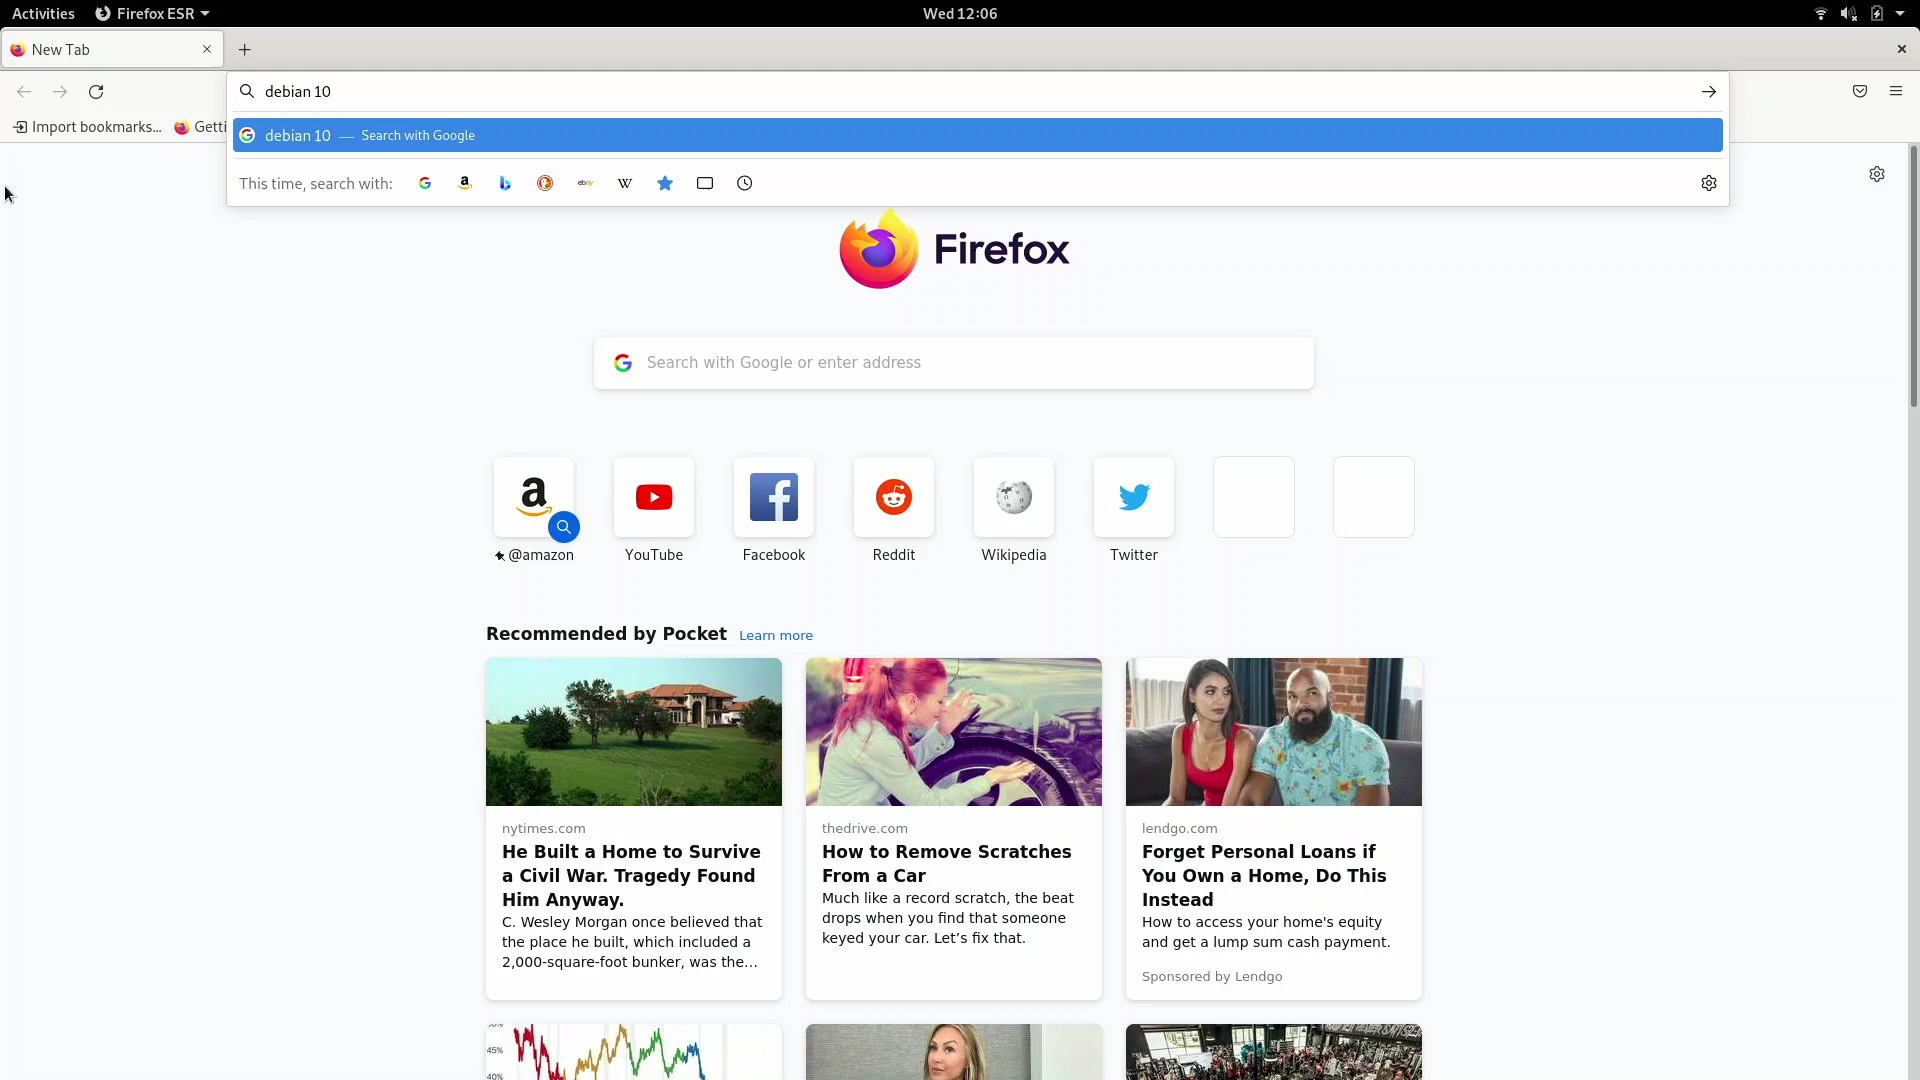 Activities Firefox ESR Wed 12:06
New Tab
debian 10
Import bookmarks... Getti
debian 10 — Search with Google
This time, search with:
Firefox
Search with Google or enter address
@amazon YouTube Facebook Reddit Wikipedia Twitter
Recommended by Pocket Learn more
nytimes.com
He Built a Home to Survive
a Civil War. Tragedy Found
Him Anyway.
C. Wesley Morgan once believed that
the place he built, which included a
2,000-square-foot bunker, was the...
thedrive.com
How to Remove Scratches
From a Car
Much like a record scratch, the beat
drops when you find that someone
keyed your car. Let’s fix that.
lendgo.com
Forget Personal Loans if
You Own a Home, Do This
Instead
How to access your home's equity
and get a lump sum cash payment.
Sponsored by Lendgo
45%
40%